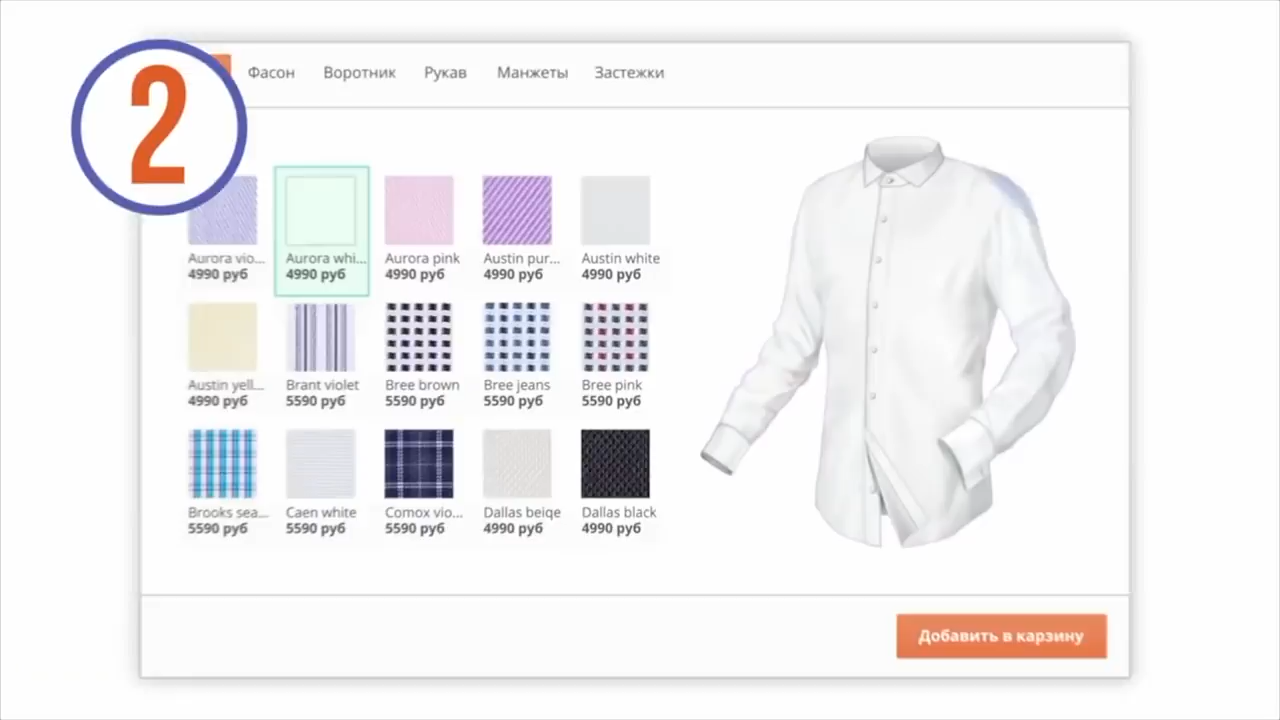 2
Фасон Воротник Рукав Манжеты Застежки
Aurora vio... Aurora whi... Aurora pink Austin pur... Austin white
4990 руб 4990 руб 4990 руб 4990 руб 4990 руб
Austin yell... Brant violet Bree brown Bree jeans Bree pink
4990 руб 5590 руб 5590 руб 5590 руб 5590 руб
Brooks sea... Caen white Comox vio... Dallas beige Dallas black
5590 руб 5590 руб 5590 руб 4990 руб 4990 руб
Добавить в карзину